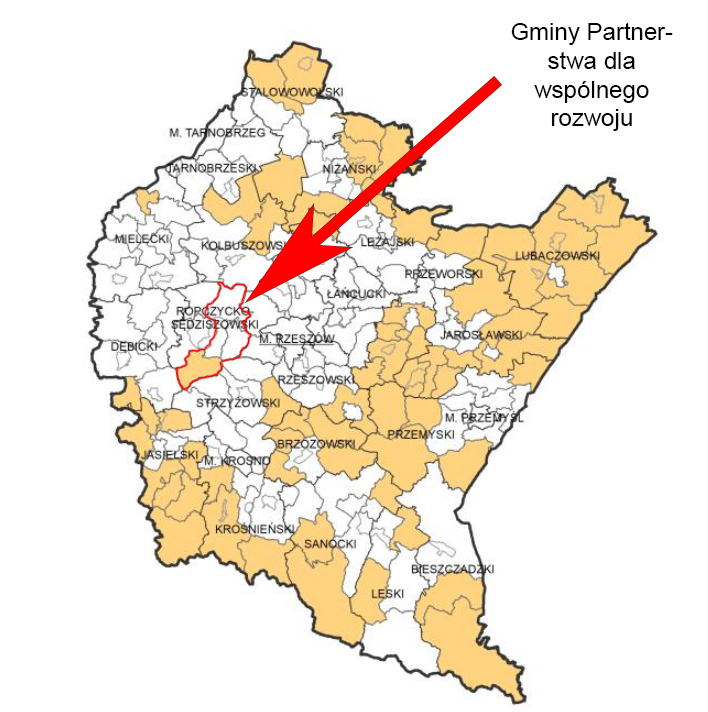 Gminy Partner-
stwa dla
wspólnego
rozwoju
STALOWOWOLSKI
M. TARNOBRZEG
TARNOBRZESKI
NIŻAŃSKI
MIELECKI
KOLBUSZOWSKI
LEŻAJSKI
LUBACZOWSKI
PRZEWORSKI
ŁAŃCUCKI
ROPCZYCKO-
SĘDZISZOWSKI
M. RZESZÓW
JAROSŁAWSKI
DĘBICKI
RZESZOWSKI
STRZYŻOWSKI
M. PRZEMYŚL
PRZEMYSKI
BRZOZOWSKI
JASIELSKI
M. KROSNO
KROŚNIEŃSKI
SANOCKI
BIESZCZADZKI
LESKI